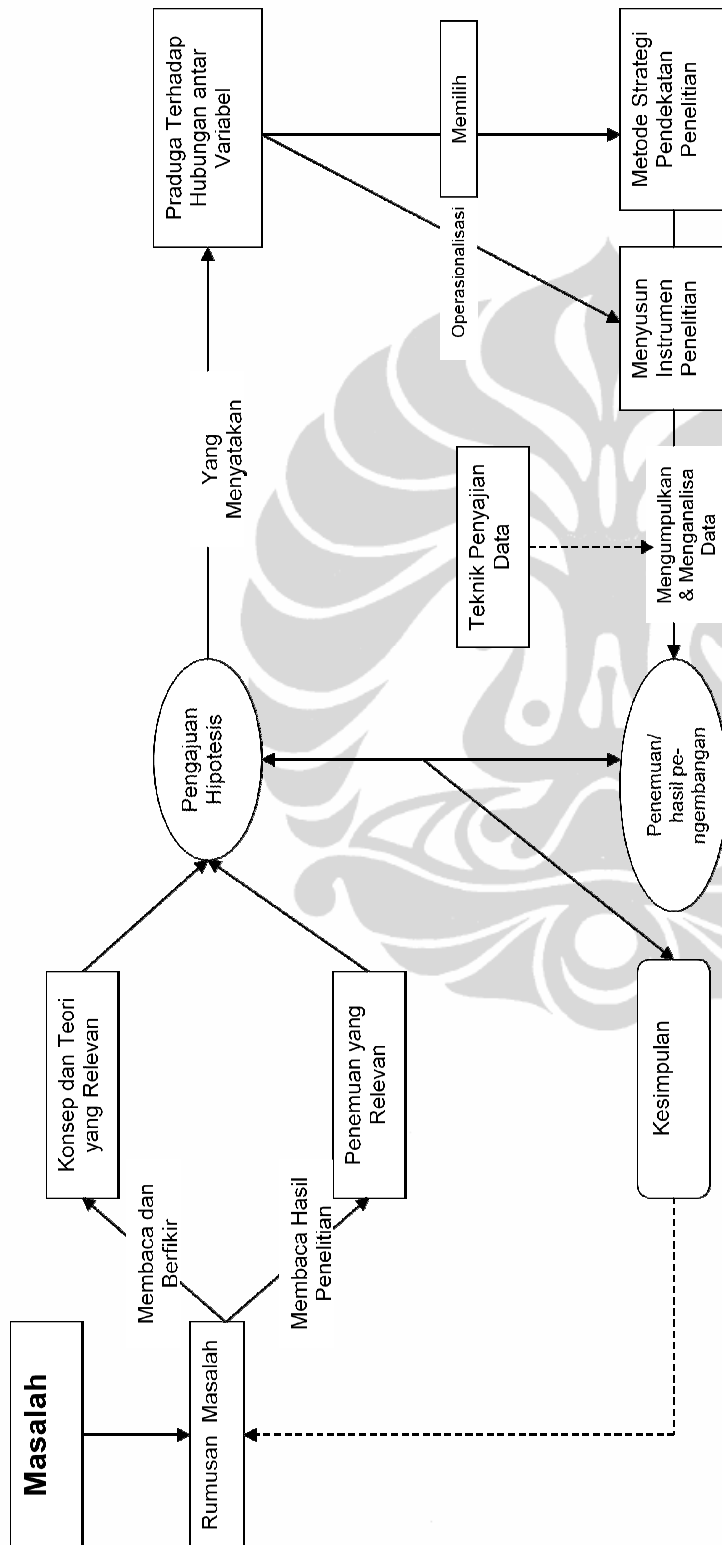 Masalah
Rumusan Masalah
Membaca dan
Berfikir
Membaca Hasil
Penelitian
Konsep dan Teori
yang Relevan
Penemuan yang
Relevan
Pengajuan
Hipotesis
Yang
Menyatakan
Praduga Terhadap
Hubungan antar
Variabel
Memilih
Operasionalisasi
Metode Strategi
Pendekatan
Penelitian
Menyusun
Instrumen
Penelitian
Teknik Penyajian
Data
Mengumpulkan
& Menganalisa
Data
Penemuan/
hasil pe-
ngembangan
Kesimpulan